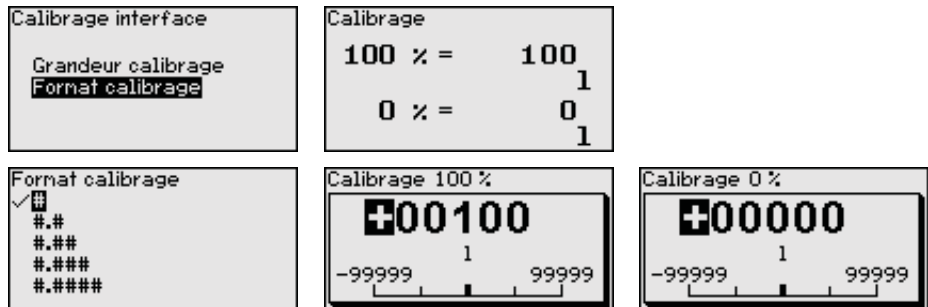 Calibrage interface
Grandeur calibrage
Format calibrage
Calibrage
100 % = 100
l
0 % = 0
l
Format calibrage
✓#
#.#
#.##
#.###
#.####
Calibrage 100 %
+00100
l
-99999 99999
Calibrage 0 %
+00000
l
-99999 99999